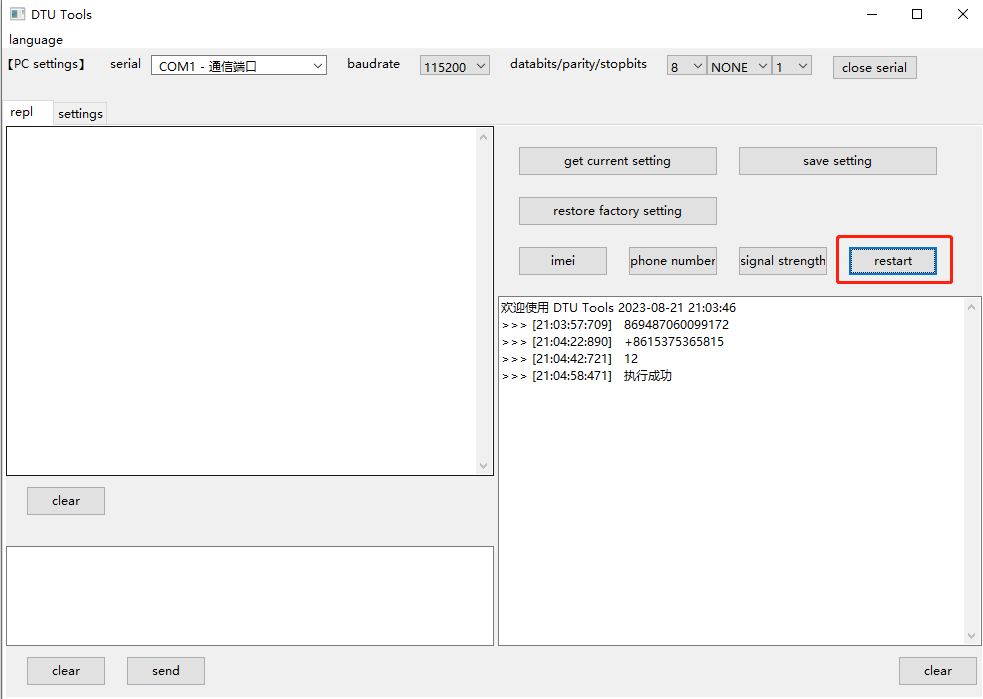 DTU Tools
language
【PC settings】 serial COM1 - 通信端口 baudrate 115200 databits/parity/stopbits 8 NONE 1 close serial
repl settings
get current setting save setting
restore factory setting
imei phone number signal strength restart
欢迎使用 DTU Tools 2023-08-21 21:03:46
>>> [21:03:57:709] 869487060099172
>>> [21:04:22:890] +8615375365815
>>> [21:04:42:721] 12
>>> [21:04:58:471] 执行成功
clear
clear send clear